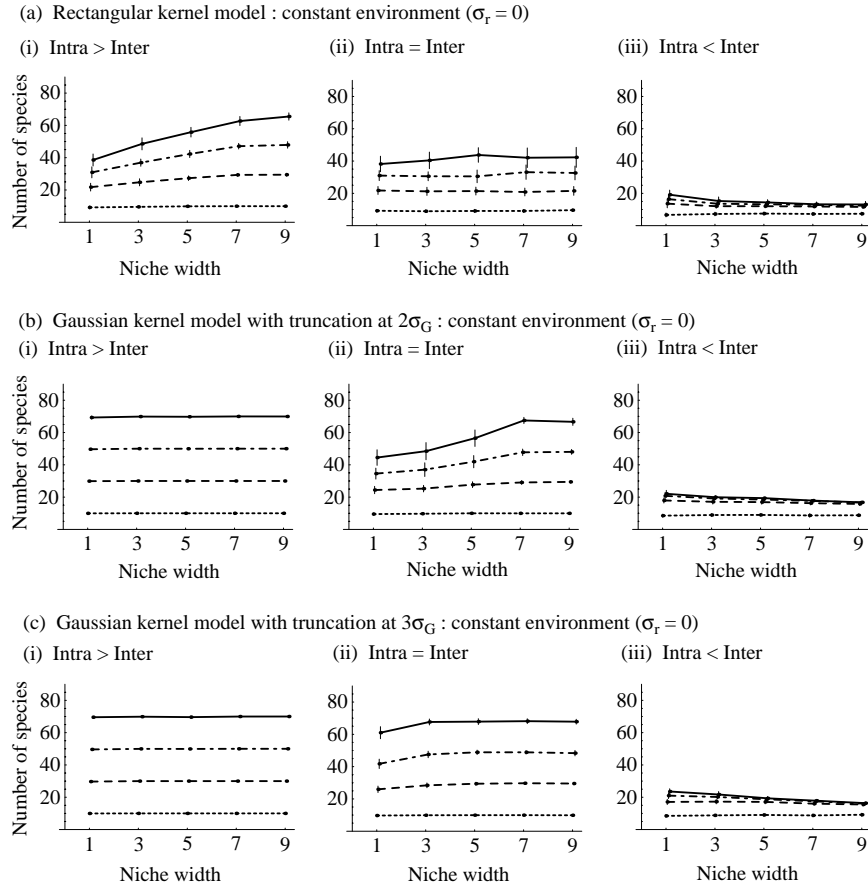 (a) Rectangular kernel model : constant environment (σr = 0)
(i) Intra > Inter
(ii) Intra = Inter
(iii) Intra < Inter
Number of species
80
60
40
20
1 3 5 7 9
Niche width
80
60
40
20
1 3 5 7 9
Niche width
80
60
40
20
1 3 5 7 9
Niche width
(b) Gaussian kernel model with truncation at 2σG : constant environment (σr = 0)
(i) Intra > Inter
(ii) Intra = Inter
(iii) Intra < Inter
Number of species
80
60
40
20
1 3 5 7 9
Niche width
80
60
40
20
1 3 5 7 9
Niche width
80
60
40
20
1 3 5 7 9
Niche width
(c) Gaussian kernel model with truncation at 3σG : constant environment (σr = 0)
(i) Intra > Inter
(ii) Intra = Inter
(iii) Intra < Inter
Number of species
80
60
40
20
1 3 5 7 9
Niche width
80
60
40
20
1 3 5 7 9
Niche width
80
60
40
20
1 3 5 7 9
Niche width